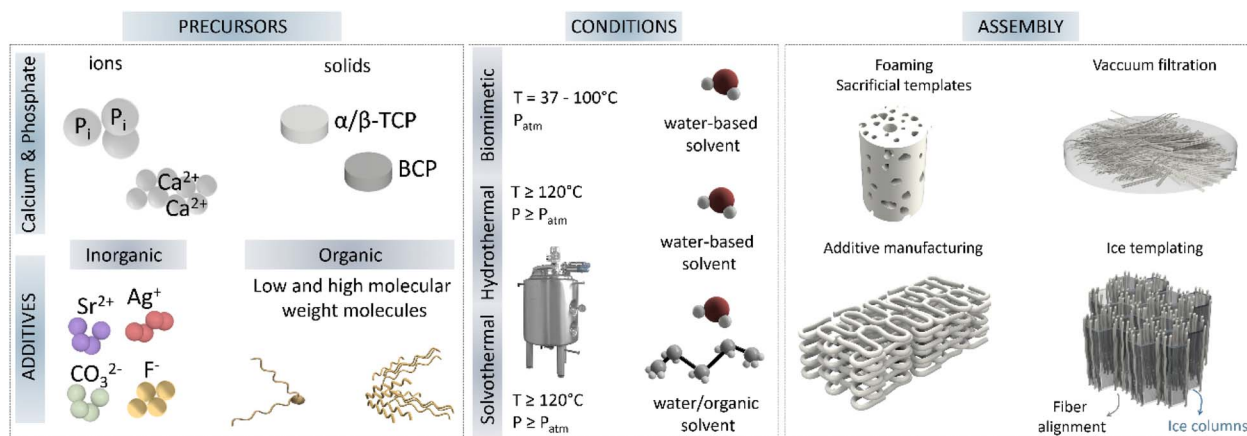 PRECURSORS
Calcium & Phosphate
ions
solids
Pi
Pi
α/β-TCP
BCP
Ca2+
Ca2+
ADDITIVES
Inorganic
Organic
Sr2+
Ag+
Low and high molecular
weight molecules
CO32-
F-
CONDITIONS
Biomimetic
T = 37 - 100°C
Patm
water-based
solvent
Hydrothermal
T ≥ 120°C
P ≥ Patm
water-based
solvent
Solvothermal
T ≥ 120°C
P ≥ Patm
water/organic
solvent
ASSEMBLY
Foaming
Sacrificial templates
Vaccuum filtration
Additive manufacturing
Ice templating
Fiber
alignment
Ice columns